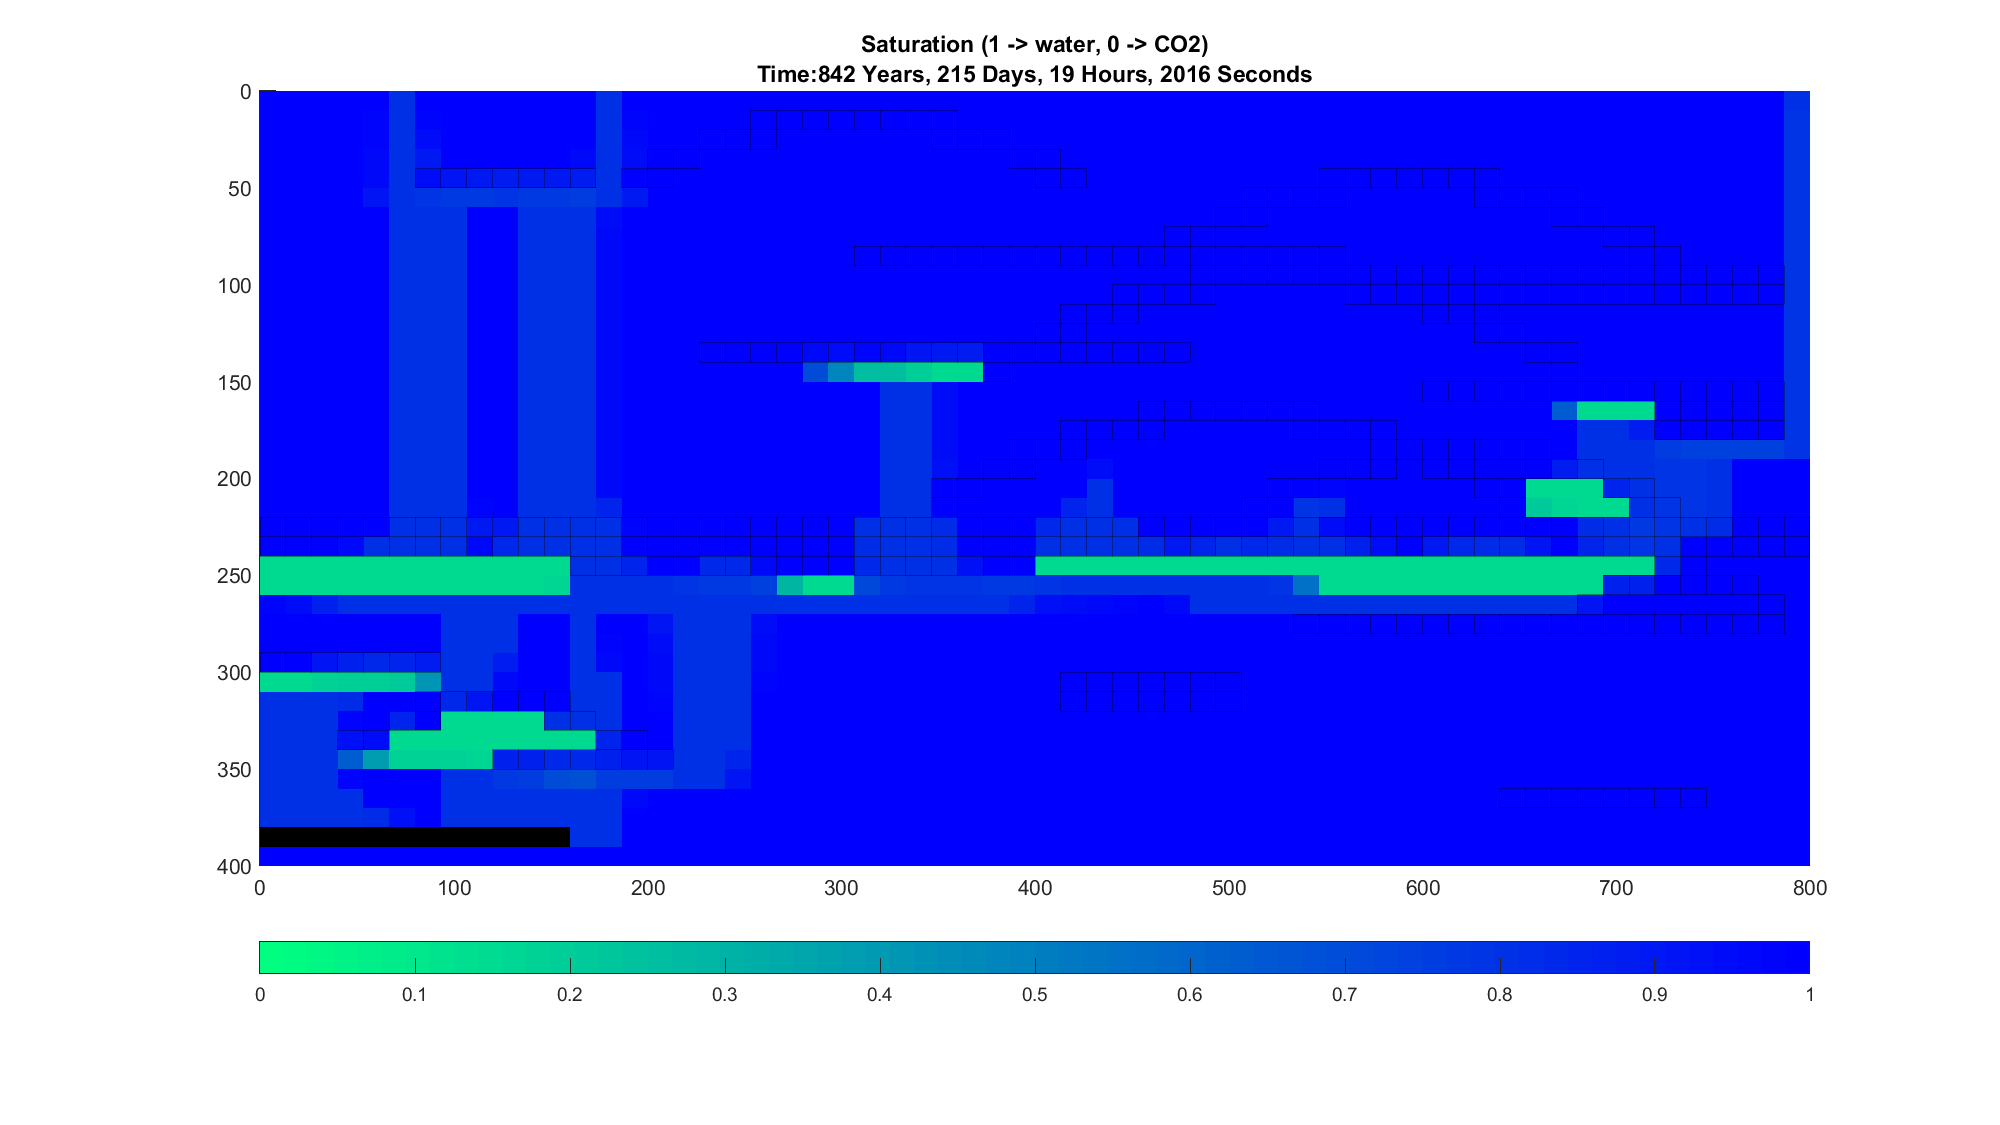 Saturation (1 -> water, 0 -> CO2)
Time:842 Years, 215 Days, 19 Hours, 2016 Seconds
0
50
100
150
200
250
300
350
400
0 100 200 300 400 500 600 700 800
0 0.1 0.2 0.3 0.4 0.5 0.6 0.7 0.8 0.9 1